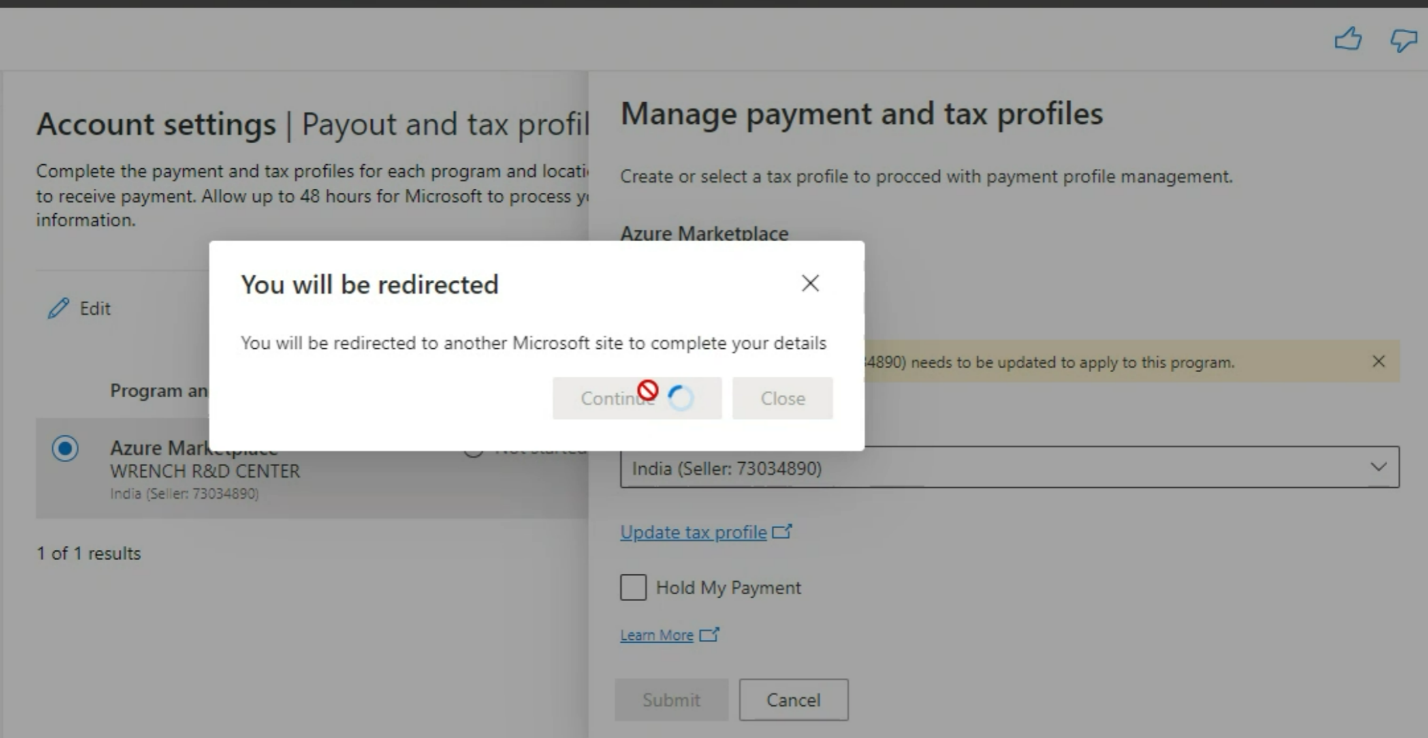 Account settings | Payout and tax profil
Complete the payment and tax profiles for each program and locati
to receive payment. Allow up to 48 hours for Microsoft to process y
information.
Edit
Program an
Azure Marketplace
WRENCH R&D CENTER
India (Seller: 73034890)
1 of 1 results
Manage payment and tax profiles
Create or select a tax profile to procced with payment profile management.
Azure Marketplace
4890) needs to be updated to apply to this program.
India (Seller: 73034890)
Update tax profile
Hold My Payment
Learn More
Submit
Cancel
You will be redirected
You will be redirected to another Microsoft site to complete your details
Continue
Close